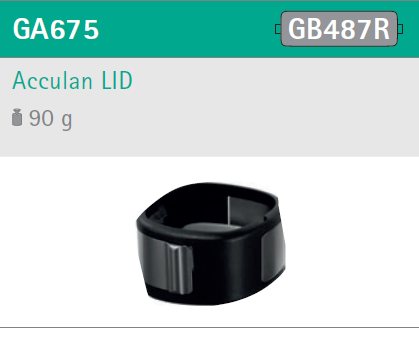 GA675
GB487R
Acculan LID
90 g